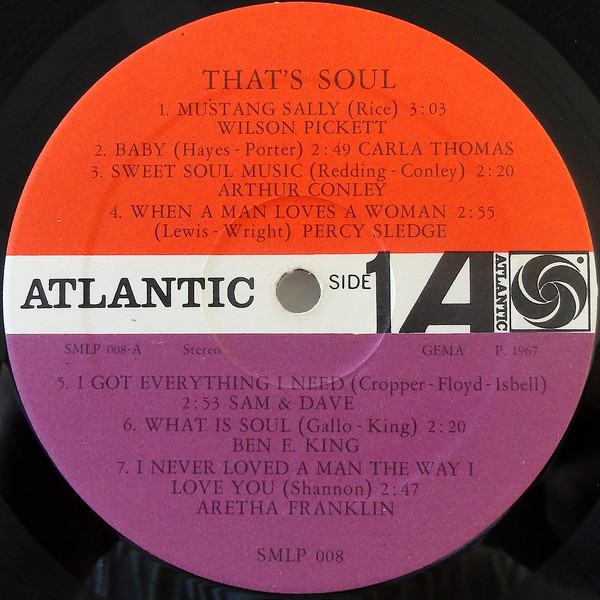 THAT'S SOUL
1. MUSTANG SALLY (Rice) 3:03
WILSON PICKETT
2. BABY (Hayes - Porter) 2:49 CARLA THOMAS
3. SWEET SOUL MUSIC (Redding - Conley) 2:20
ARTHUR CONLEY
4. WHEN A MAN LOVES A WOMAN 2:55
(Lewis - Wright) PERCY SLEDGE
ATLANTIC SIDE 1 A ATLANTIC
SMLP 008-A Stereo GEMA P. 1967
5. I GOT EVERYTHING I NEED (Cropper - Floyd - Isbell)
2:53 SAM & DAVE
6. WHAT IS SOUL (Gallo - King) 2:20
BEN E. KING
7. I NEVER LOVED A MAN THE WAY I
LOVE YOU (Shannon) 2:47
ARETHA FRANKLIN
SMLP 008